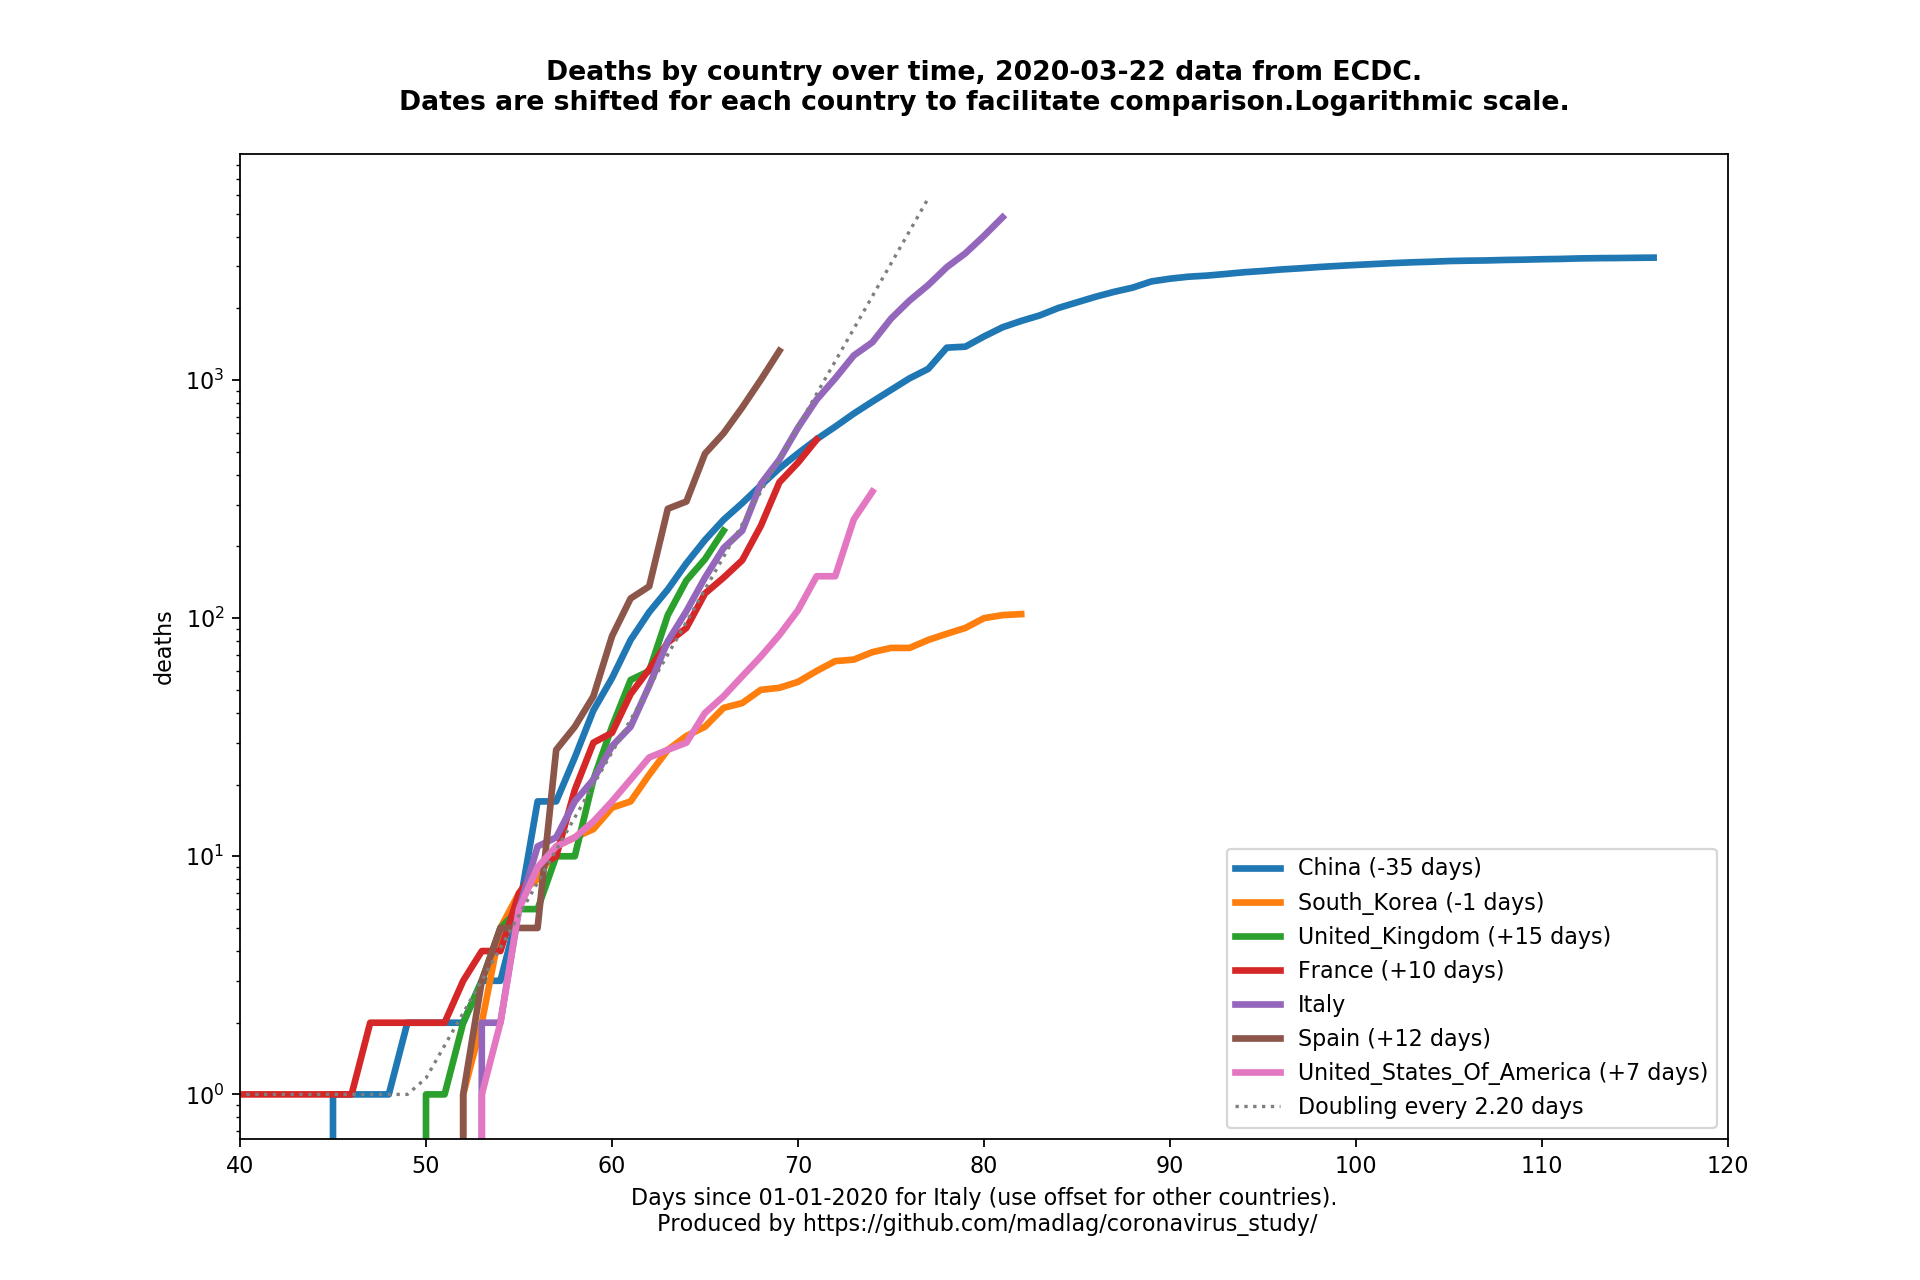 Deaths by country over time, 2020-03-22 data from ECDC.
Dates are shifted for each country to facilitate comparison.Logarithmic scale.
deaths
10³
10²
10¹
10⁰
40 50 60 70 80 90 100 110 120
China (-35 days)
South_Korea (-1 days)
United_Kingdom (+15 days)
France (+10 days)
Italy
Spain (+12 days)
United_States_Of_America (+7 days)
Doubling every 2.20 days
Days since 01-01-2020 for Italy (use offset for other countries).
Produced by https://github.com/madlag/coronavirus_study/